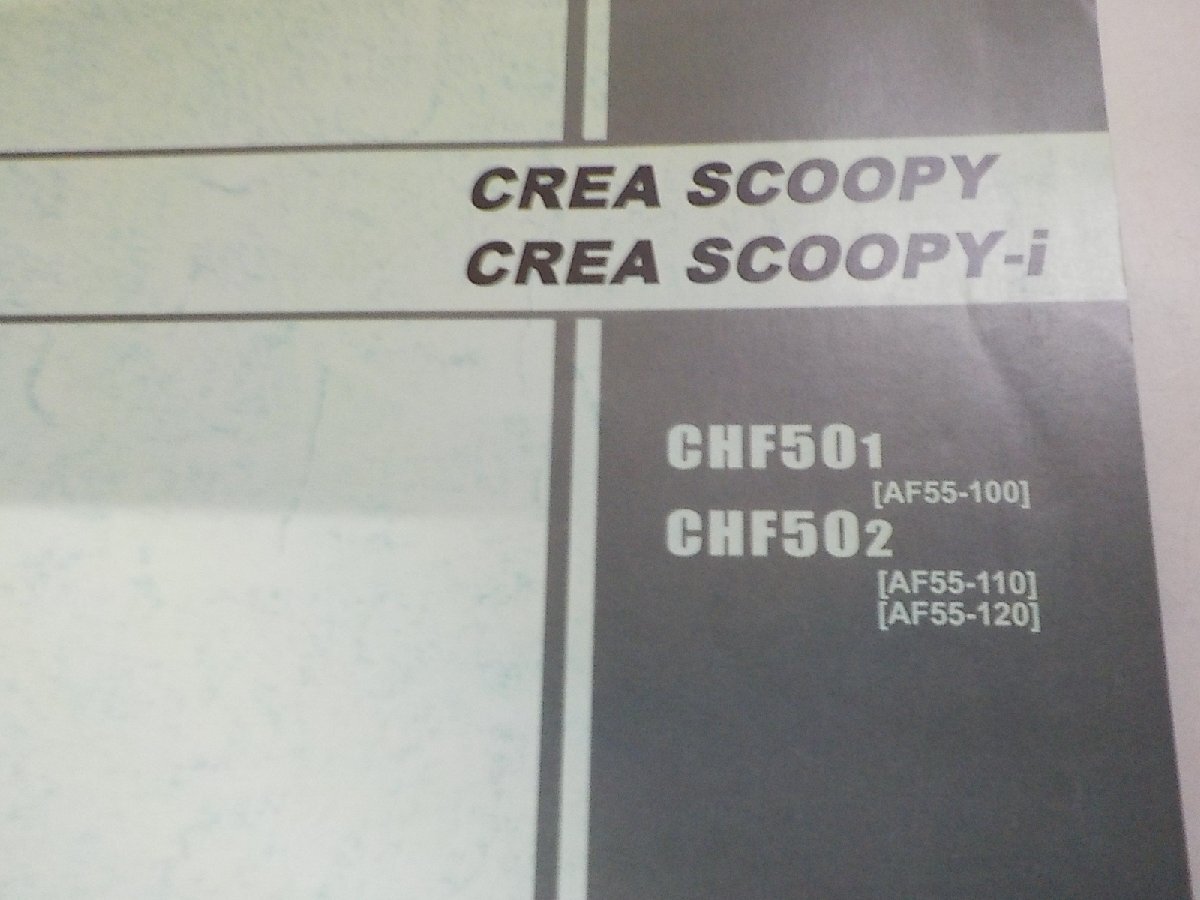 CREA SCOOPY
CREA SCOOPY-i
CHF501
[AF55-100]
CHF502
[AF55-110]
[AF55-120]